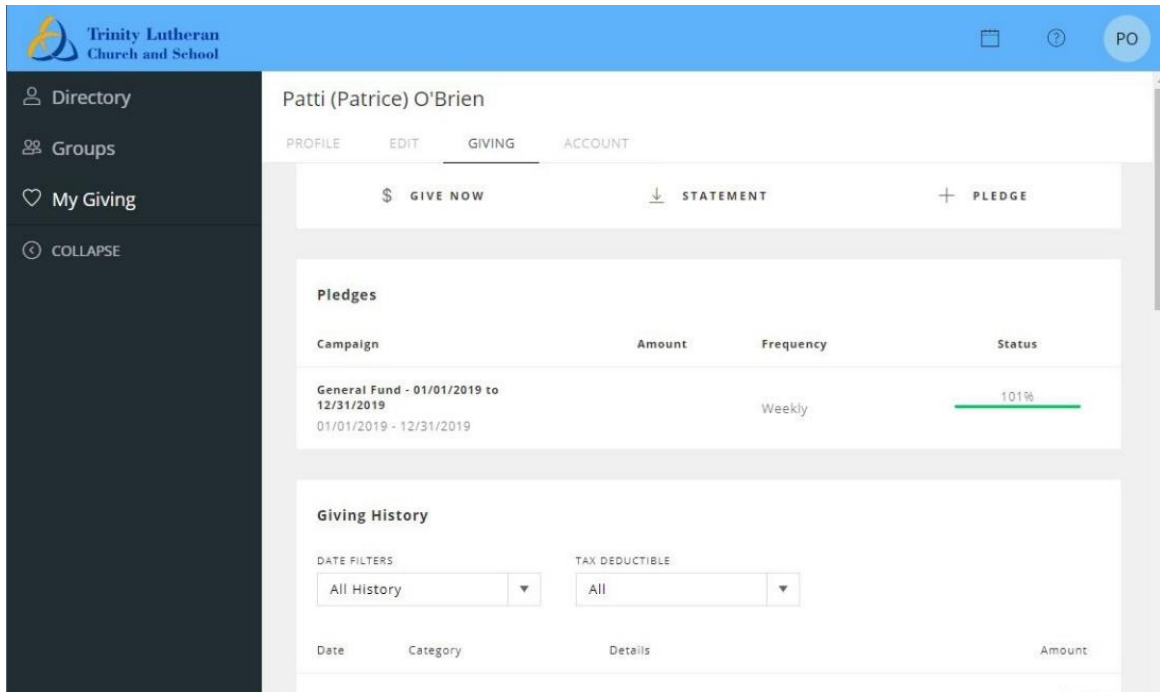 Trinity Lutheran
Church and School
PO
Directory
Groups
My Giving
COLLAPSE
Patti (Patrice) O'Brien
PROFILE EDIT GIVING ACCOUNT
$ GIVE NOW STATEMENT + PLEDGE
Pledges
Campaign Amount Frequency Status
General Fund - 01/01/2019 to
12/31/2019
01/01/2019 - 12/31/2019
Weekly
101%
Giving History
DATE FILTERS TAX DEDUCTIBLE
All History All
Date Category Details Amount